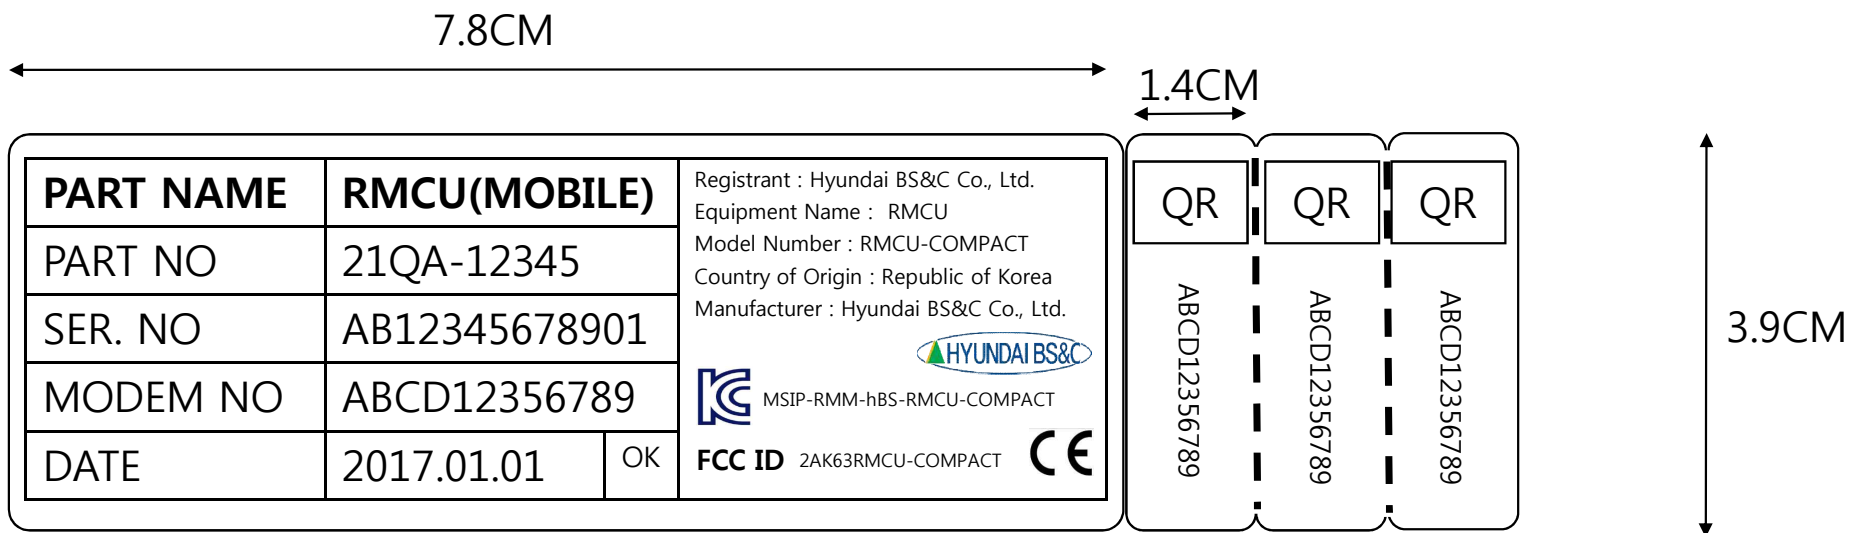 7.8CM
1.4CM
PART NAME RMCU(MOBILE)
PART NO 21QA-12345
SER. NO AB12345678901
MODEM NO ABCD12356789
DATE 2017.01.01 OK
Registrant : Hyundai BS&C Co., Ltd.
Equipment Name : RMCU
Model Number : RMCU-COMPACT
Country of Origin : Republic of Korea
Manufacturer : Hyundai BS&C Co., Ltd.
HYUNDAI BS&C
KC MSIP-RMM-hBS-RMCU-COMPACT
FCC ID 2AK63RMCU-COMPACT CE
QR QR QR
ABCD12356789
ABCD12356789
ABCD12356789
3.9CM